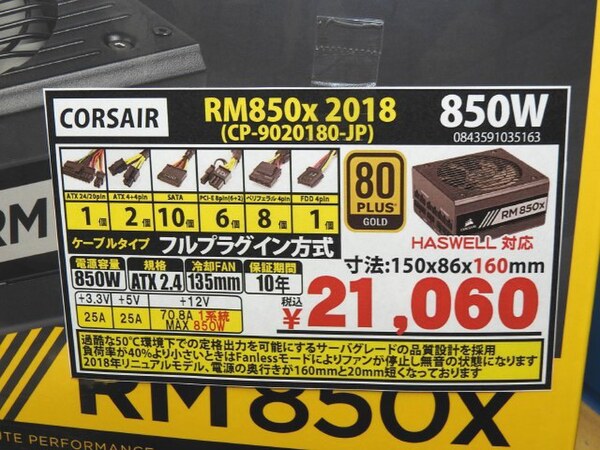 CORSAIR
RM850x 2018
(CP-9020180-JP)
850W
0843591035163
ATX 24/20pin
ATX 4+4pin
SATA
PCI-E 8pin(6+2)
ペリフェラル 4pin
FDD 4pin
1個
2個
10個
6個
8個
1個
80
PLUS
GOLD
RM 850x
ケーブルタイプ フルプラグイン方式
HASWELL 対応
電源容量 規格 冷却FAN 保証期間
850W ATX 2.4 135mm 10年
寸法:150x86x160mm
+3.3V +5V +12V
25A 25A 70.8A 1系統
MAX 850W
税込
¥21,060
過酷な50℃環境下での定格出力を可能にするサーバグレードの品質設計を採用
負荷率が40%より小さいときはFanlessモードによりファンが停止し無音の状態になります
2018年リニューアルモデル、電源の奥行きが160mmと20mm短くなっております
RM
RM850x
UTE PERFORMANCE